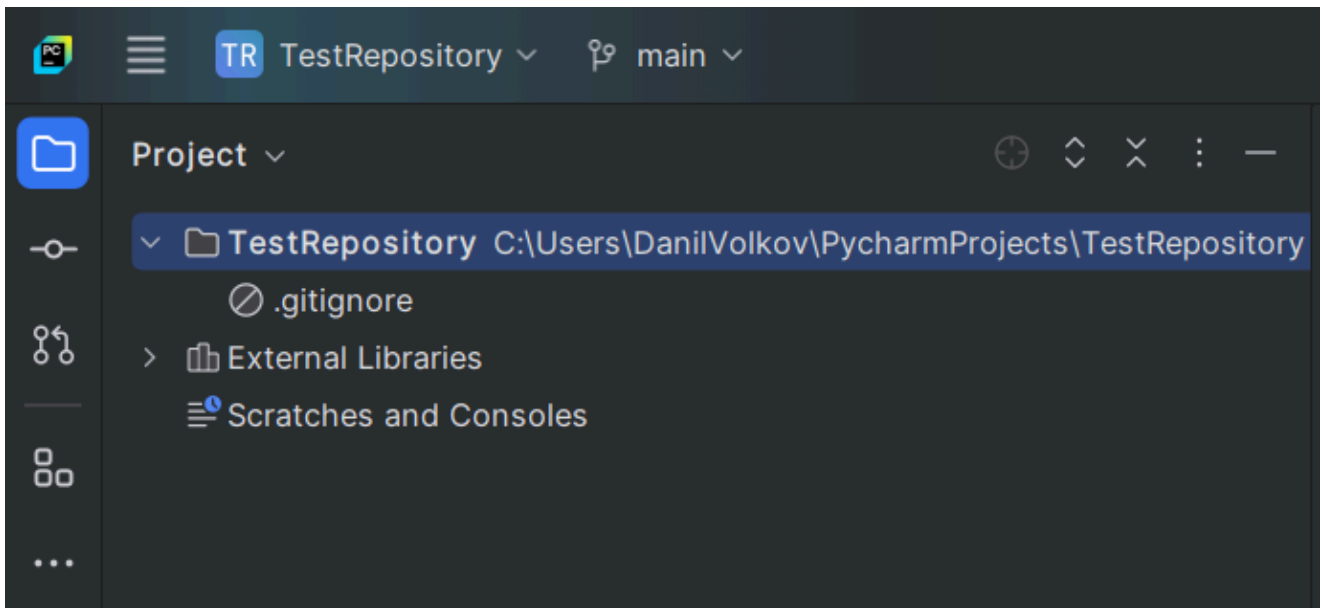 PC TR TestRepository main
Project
TestRepository C:\Users\DanilVolkov\PycharmProjects\TestRepository
.gitignore
External Libraries
Scratches and Consoles